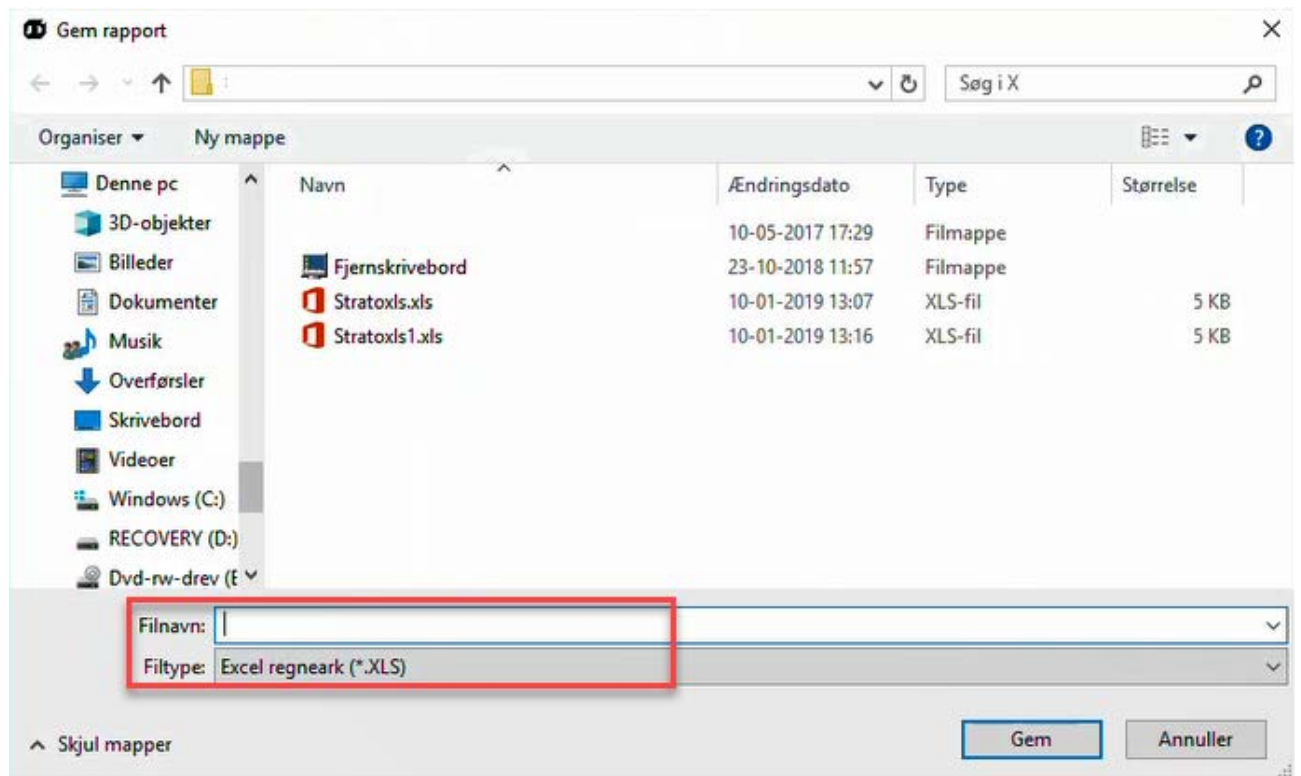 Gem rapport
Søg i X
Organiser Ny mappe
Navn Ændringsdato Type Størrelse
10-05-2017 17:29 Filmappe
Fjernskrivebord 23-10-2018 11:57 Filmappe
Stratoxls.xls 10-01-2019 13:07 XLS-fil 5 KB
Stratoxls1.xls 10-01-2019 13:16 XLS-fil 5 KB
Denne pc
3D-objekter
Billeder
Dokumenter
Musik
Overførsler
Skrivebord
Videoer
Windows (C:)
RECOVERY (D:)
Dvd-rw-drev (E
Filnavn:
Filtype: Excel regneark (*.XLS)
Skjul mapper
Gem Annuller